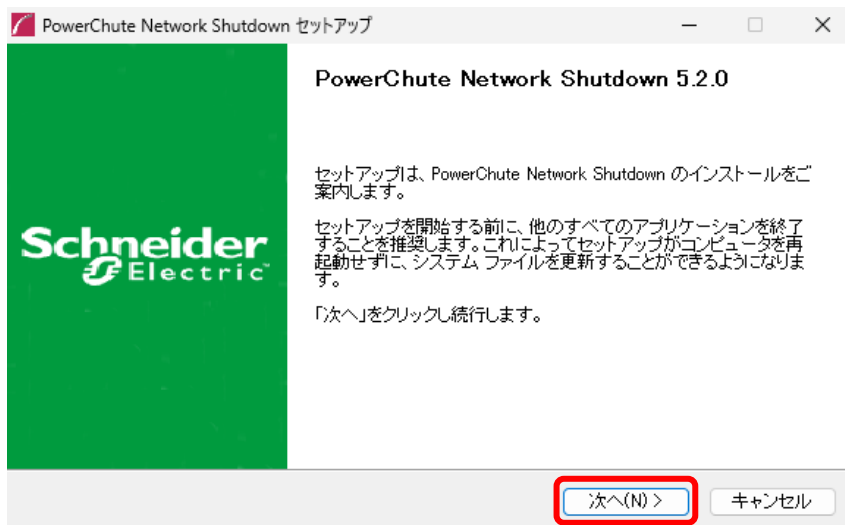 PowerChute Network Shutdown セットアップ
PowerChute Network Shutdown 5.2.0
セットアップは、PowerChute Network Shutdown のインストールをご
案内します。
セットアップを開始する前に、他のすべてのアプリケーションを終了
することを推奨します。これによってセットアップがコンピュータを再
起動せずに、システム ファイルを更新することができるようになりま
す。
「次へ」をクリックし続行します。
Schneider
Electric
次へ(N) >
キャンセル